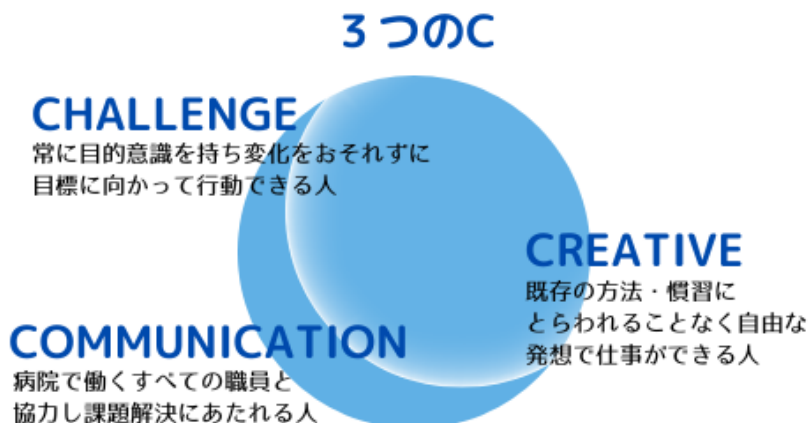 3つのC
CHALLENGE
常に目的意識を持ち変化をおそれずに
目標に向かって行動できる人
CREATIVE
既存の方法・慣習に
とらわれることなく自由な
発想で仕事ができる人
COMMUNICATION
病院で働くすべての職員と
協力し課題解決にあたれる人